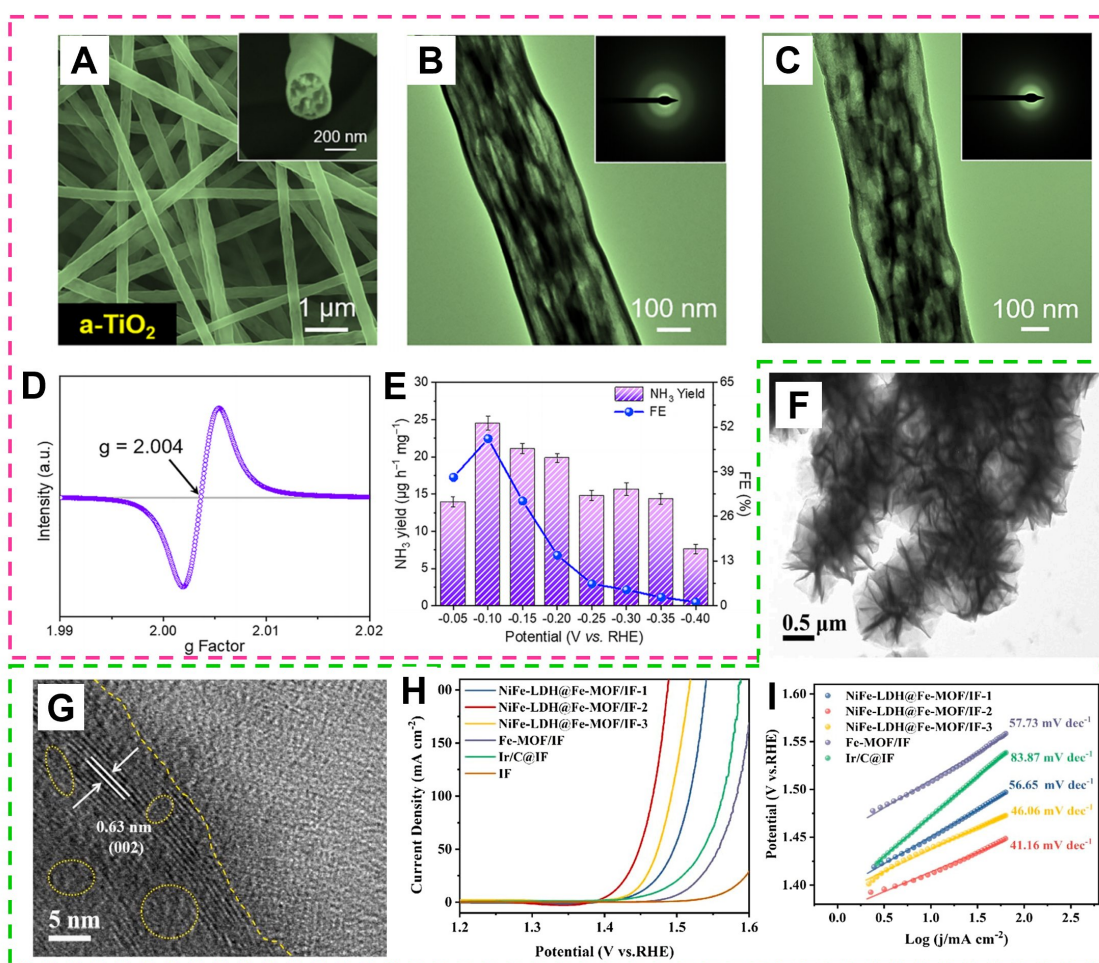 A
200 nm
a-TiO2
1 μm
B
100 nm
C
100 nm
D
g = 2.004
Intensity (a.u.)
1.99 2.00 2.01 2.02
g Factor
E
NH3 Yield
FE
NH3 yield (μg h−1 mg−1)
30
25
20
15
10
5
0
65
52
39
26
13
0
FE (%)
-0.05 -0.10 -0.15 -0.20 -0.25 -0.30 -0.35 -0.40
Potential (V vs. RHE)
F
0.5 μm
G
0.63 nm
(002)
5 nm
H
NiFe-LDH@Fe-MOF/IF-1
NiFe-LDH@Fe-MOF/IF-2
NiFe-LDH@Fe-MOF/IF-3
Fe-MOF/IF
Ir/C@IF
IF
Current Density (mA cm-2)
00
150
100
50
0
1.2 1.3 1.4 1.5 1.6
Potential (V vs.RHE)
I
NiFe-LDH@Fe-MOF/IF-1
NiFe-LDH@Fe-MOF/IF-2
NiFe-LDH@Fe-MOF/IF-3
Fe-MOF/IF
Ir/C@IF
57.73 mV dec-1
83.87 mV dec-1
56.65 mV dec-1
46.06 mV dec-1
41.16 mV dec-1
Potential (V vs.RHE)
1.60
1.55
1.50
1.45
1.40
0.0 0.5 1.0 1.5 2.0 2.5
Log (j/mA cm-2)